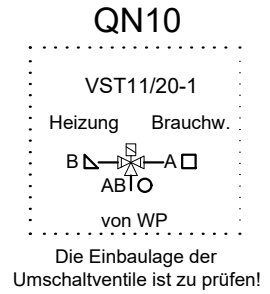 QN10
VST11/20-1
Heizung Brauchw.
B A
AB
von WP
Die Einbaulage der
Umschaltventile ist zu prüfen!